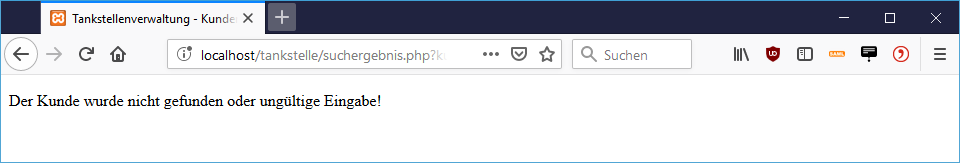 Tankstellenverwaltung - Kunde
localhost/tankstelle/suchergebnis.php?k
Suchen
Der Kunde wurde nicht gefunden oder ungültige Eingabe!